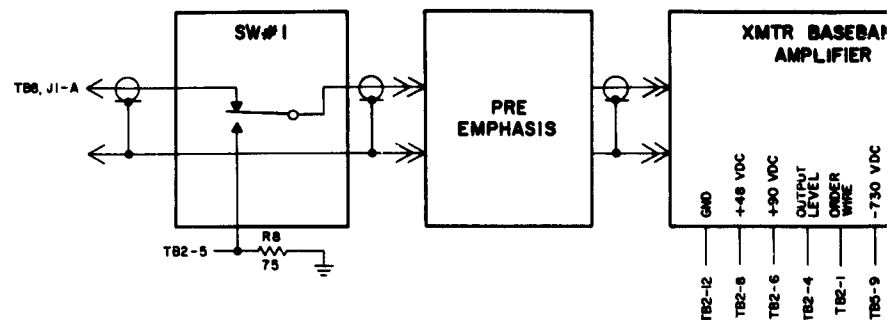 SW#1
XMTR BASEBAN
AMPLIFIER
TB8, J1-A
PRE
EMPHASIS
GND
+48 VDC
+90 VDC
OUTPUT
LEVEL
ORDER
WIRE
-730 VDC
TB2-5
R8
75
TB2-12
TB2-8
TB2-6
TB2-4
TB2-1
TB5-9